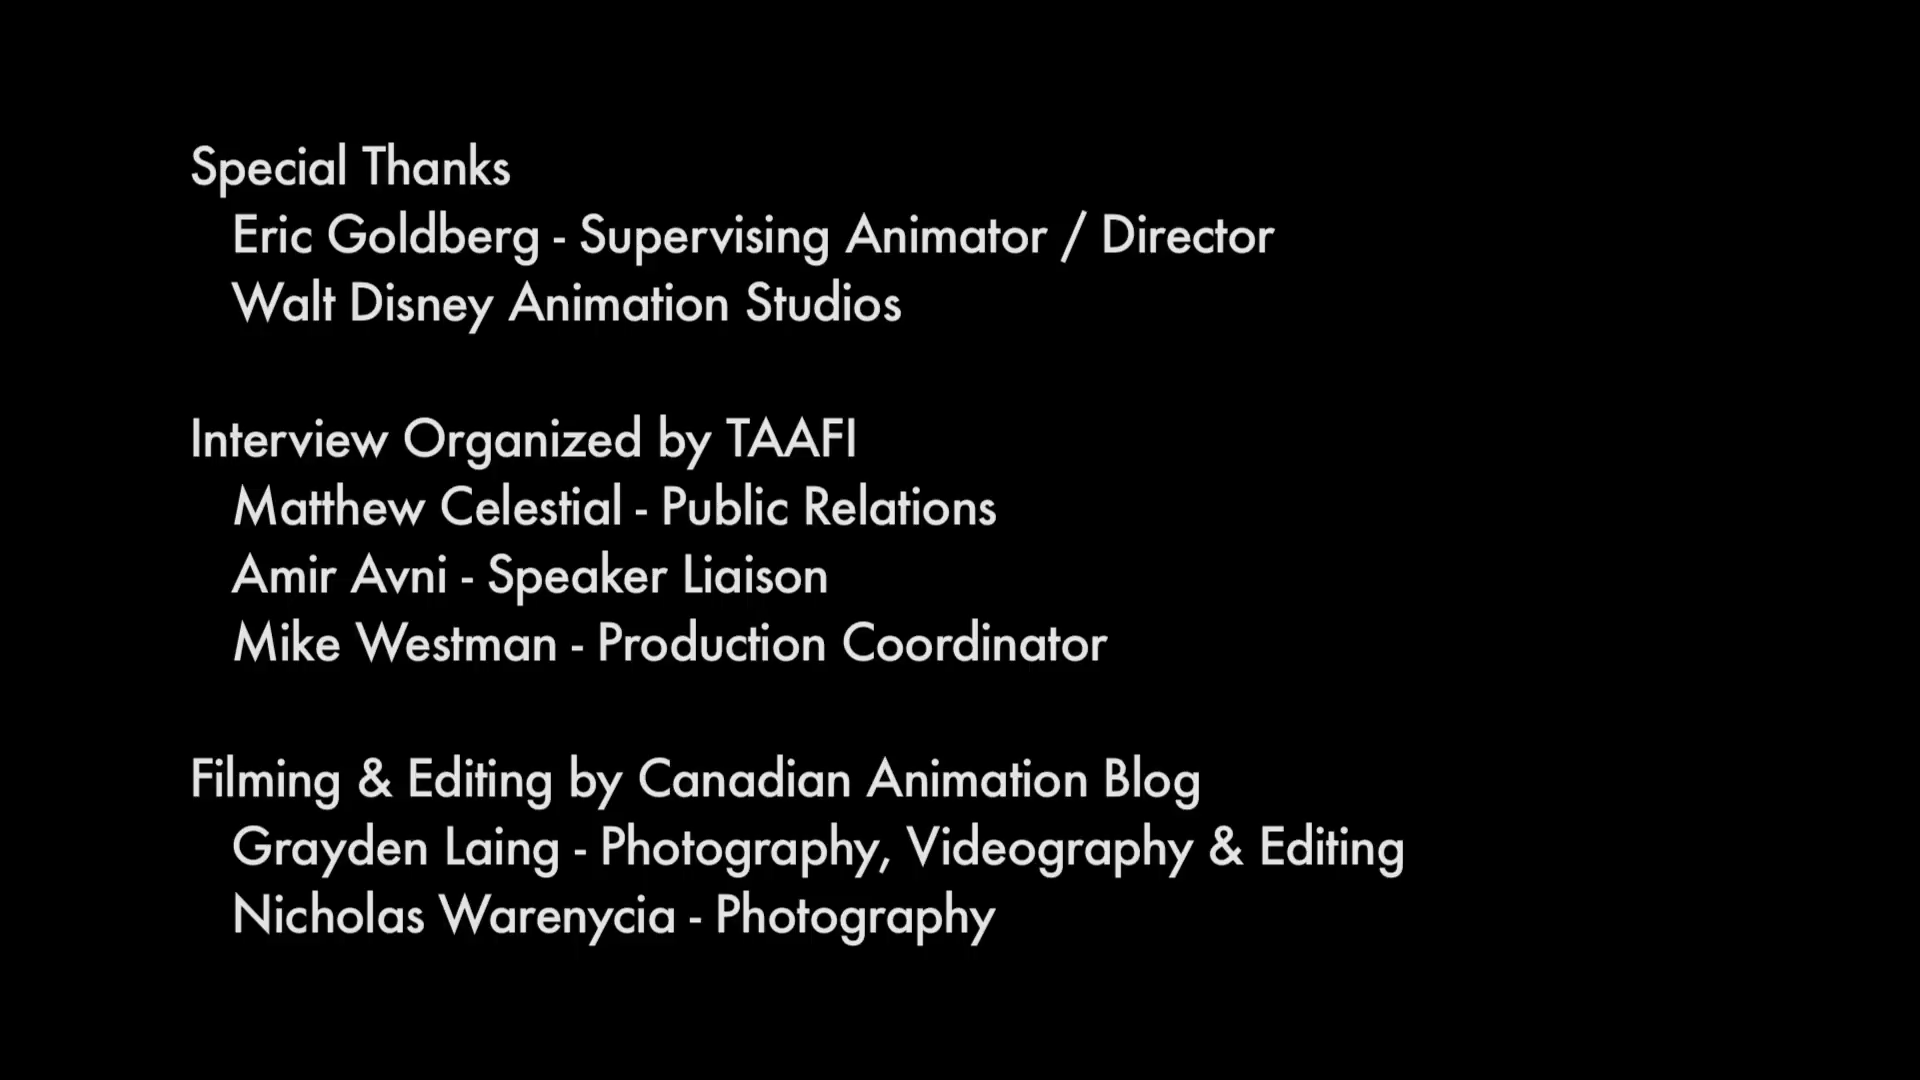 Special Thanks
Eric Goldberg - Supervising Animator / Director
Walt Disney Animation Studios
Interview Organized by TAAFI
Matthew Celestial - Public Relations
Amir Avni - Speaker Liaison
Mike Westman - Production Coordinator
Filming & Editing by Canadian Animation Blog
Grayden Laing - Photography, Videography & Editing
Nicholas Warenycia - Photography